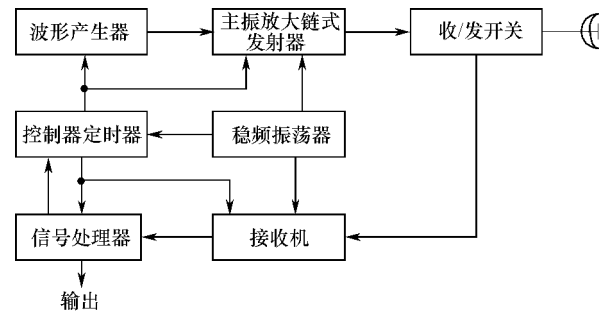 波形产生器
主振放大链式
发射器
收/发开关
控制器定时器
稳频振荡器
信号处理器
接收机
输出